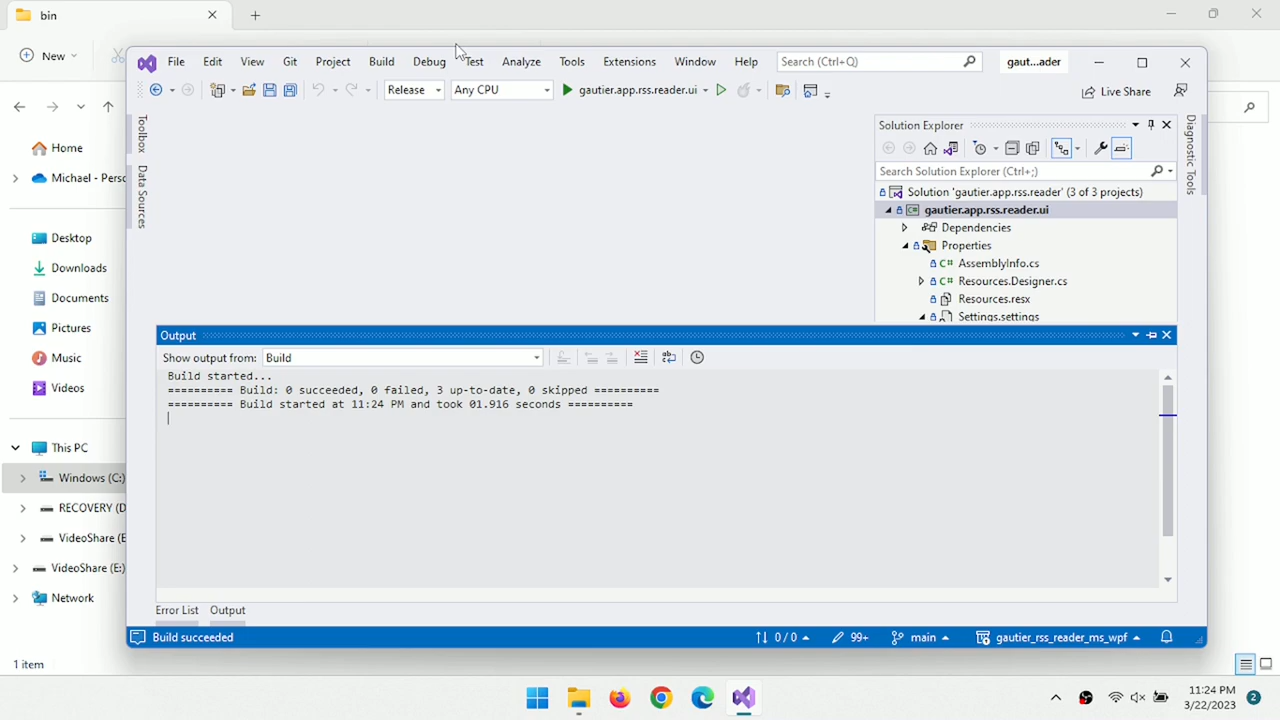 bin
New
File Edit View Git Project Build Debug Test Analyze Tools Extensions Window Help Search (Ctrl+Q) gaut...ader
Release Any CPU gautier.app.rss.reader.ui Live Share
Toolbox
Data Sources
Solution Explorer
Search Solution Explorer (Ctrl+;)
Solution 'gautier.app.rss.reader' (3 of 3 projects)
gautier.app.rss.reader.ui
Dependencies
Properties
AssemblyInfo.cs
Resources.Designer.cs
Resources.resx
Settings.settings
Diagnostic Tools
Home
Michael - Perso
Desktop
Downloads
Documents
Pictures
Music
Videos
This PC
Windows (C:)
RECOVERY (D
VideoShare (E
VideoShare (E:)
Network
1 item
Output
Show output from: Build
Build started...
========== Build: 0 succeeded, 0 failed, 3 up-to-date, 0 skipped ==========
========== Build started at 11:24 PM and took 01.916 seconds ==========
Error List Output
Build succeeded 0 / 0 99+ main gautier_rss_reader_ms_wpf
11:24 PM
3/22/2023
2